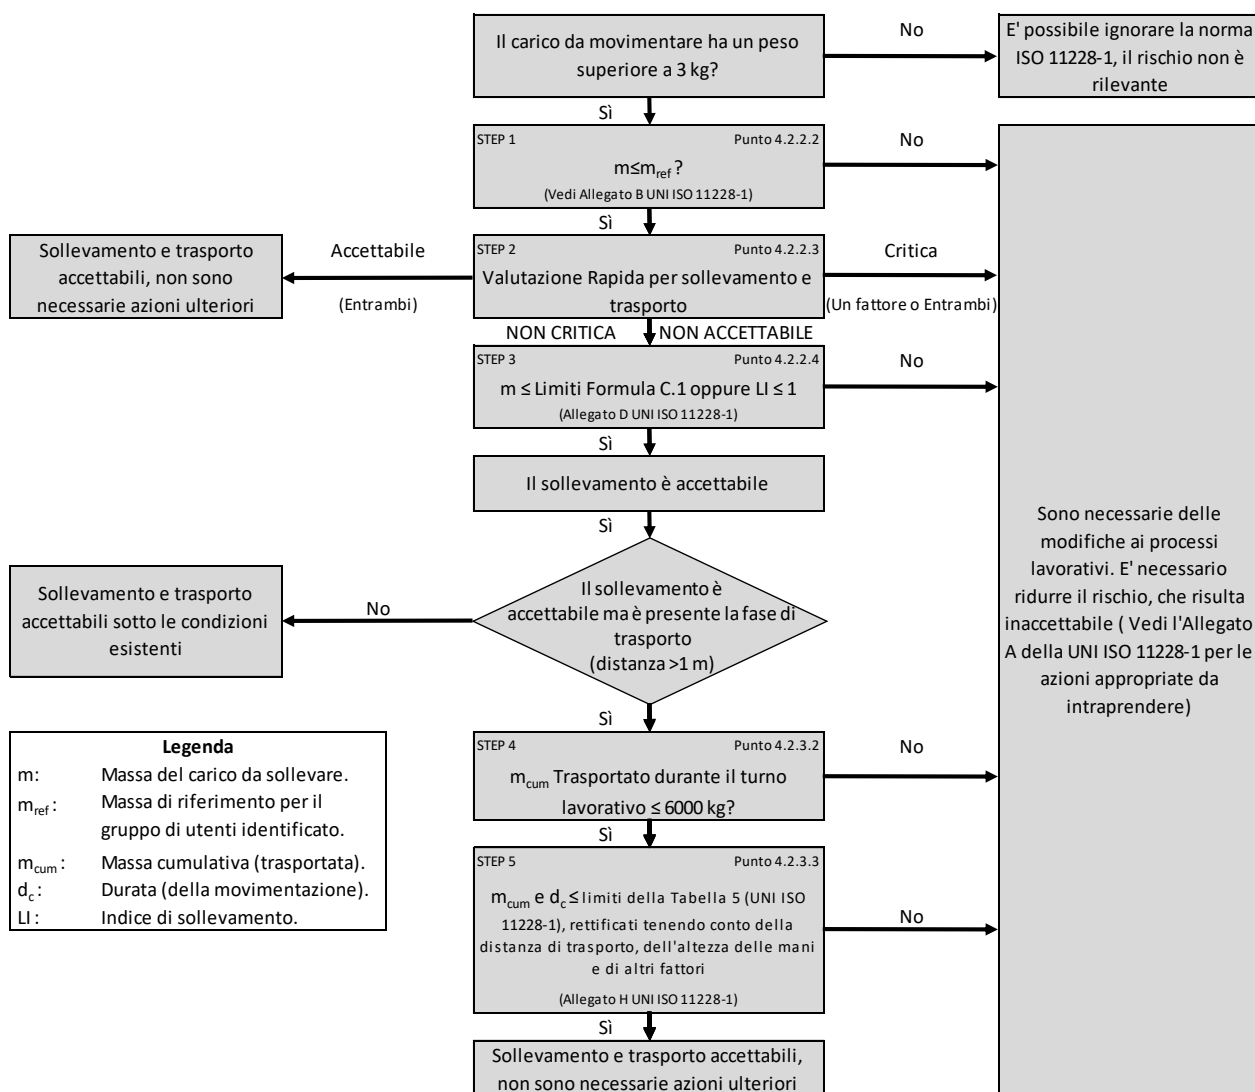 Il carico da movimentare ha un peso
superiore a 3 kg?
No
E' possibile ignorare la norma
ISO 11228-1, il rischio non è
rilevante
Sì
STEP 1 Punto 4.2.2.2
m≤mref ?
(Vedi Allegato B UNI ISO 11228-1)
No
Sì
Sollevamento e trasporto
accettabili, non sono
necessarie azioni ulteriori
Accettabile
(Entrambi)
STEP 2 Punto 4.2.2.3
Valutazione Rapida per sollevamento e
trasporto
Critica
(Un fattore o Entrambi)
NON CRITICA NON ACCETTABILE
STEP 3 Punto 4.2.2.4
m ≤ Limiti Formula C.1 oppure LI ≤ 1
(Allegato D UNI ISO 11228-1)
No
Sì
Il sollevamento è accettabile
Sì
Sono necessarie delle
modifiche ai processi
lavorativi. E' necessario
ridurre il rischio, che risulta
inaccettabile ( Vedi l'Allegato
A della UNI ISO 11228-1 per le
azioni appropriate da
intraprendere)
Il sollevamento è
accettabile ma è presente la fase di
trasporto
(distanza >1 m)
No
Sollevamento e trasporto
accettabili sotto le condizioni
esistenti
Sì
STEP 4 Punto 4.2.3.2
mcum Trasportato durante il turno
lavorativo ≤ 6000 kg?
No
Sì
STEP 5 Punto 4.2.3.3
mcum e dc ≤ limiti della Tabella 5 (UNI ISO
11228-1), rettificati tenendo conto della
distanza di trasporto, dell'altezza delle mani
e di altri fattori
(Allegato H UNI ISO 11228-1)
No
Sì
Sollevamento e trasporto accettabili,
non sono necessarie azioni ulteriori
Legenda
m: Massa del carico da sollevare.
mref : Massa di riferimento per il
gruppo di utenti identificato.
mcum : Massa cumulativa (trasportata).
dc : Durata (della movimentazione).
LI : Indice di sollevamento.